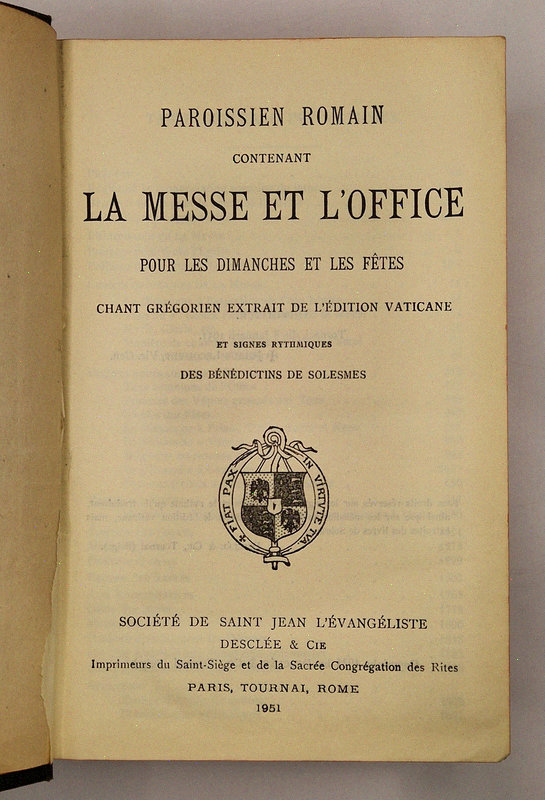 PAROISSIEN ROMAIN
CONTENANT
LA MESSE ET L'OFFICE
POUR LES DIMANCHES ET LES FÊTES
CHANT GRÉGORIEN EXTRAIT DE L'ÉDITION VATICANE
ET SIGNES RYTHMIQUES
DES BÉNÉDICTINS DE SOLESMES
✠ FIAT PAX IN VIRTVTE TVA.
SOCIÉTÉ DE SAINT JEAN L'ÉVANGÉLISTE
DESCLÉE & CIE
Imprimeurs du Saint-Siège et de la Sacrée Congrégation des Rites
PARIS, TOURNAI, ROME
1951